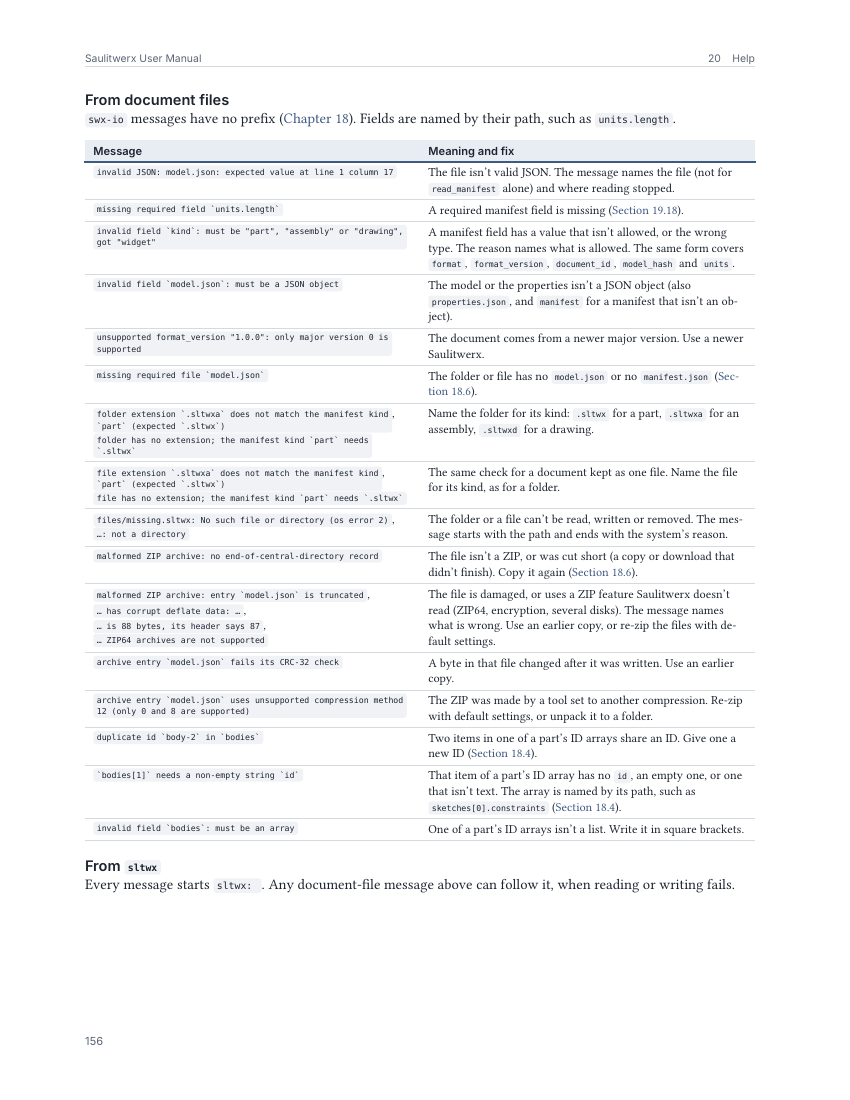 Saulitwerx User Manual
20 Help
From document files
swx-io messages have no prefix (Chapter 18). Fields are named by their path, such as units.length.
Message
Meaning and fix
invalid JSON: model.json: expected value at line 1 column 17
The file isn't valid JSON. The message names the file (not for
read_manifest alone) and where reading stopped.
missing required field `units.length`
A required manifest field is missing (Section 19.18).
invalid field `kind`: must be "part", "assembly" or "drawing",
got "widget"
A manifest field has a value that isn't allowed, or the wrong
type. The reason names what is allowed. The same form covers
format, format_version, document_id, model_hash and units.
invalid field `model.json`: must be a JSON object
The model or the properties isn't a JSON object (also
properties.json, and manifest for a manifest that isn't an ob-
ject).
unsupported format_version "1.0.0": only major version 0 is
supported
The document comes from a newer major version. Use a newer
Saulitwerx.
missing required file `model.json`
The folder or file has no model.json or no manifest.json (Sec-
tion 18.6).
folder extension `.sltwxa` does not match the manifest kind,
`part` (expected `.sltwx`)
folder has no extension; the manifest kind `part` needs
`.sltwx`
Name the folder for its kind: .sltwx for a part, .sltwxa for an
assembly, .sltwxd for a drawing.
file extension `.sltwxa` does not match the manifest kind,
`part` (expected `.sltwx`)
file has no extension; the manifest kind `part` needs `.sltwx`
The same check for a document kept as one file. Name the file
for its kind, as for a folder.
files/missing.sltwx: No such file or directory (os error 2),
…: not a directory
The folder or a file can't be read, written or removed. The mes-
sage starts with the path and ends with the system's reason.
malformed ZIP archive: no end-of-central-directory record
The file isn't a ZIP, or was cut short (a copy or download that
didn't finish). Copy it again (Section 18.6).
malformed ZIP archive: entry `model.json` is truncated,
… has corrupt deflate data: …,
… is 88 bytes, its header says 87,
… ZIP64 archives are not supported
The file is damaged, or uses a ZIP feature Saulitwerx doesn't
read (ZIP64, encryption, several disks). The message names
what is wrong. Use an earlier copy, or re-zip the files with de-
fault settings.
archive entry `model.json` fails its CRC-32 check
A byte in that file changed after it was written. Use an earlier
copy.
archive entry `model.json` uses unsupported compression method
12 (only 0 and 8 are supported)
The ZIP was made by a tool set to another compression. Re-zip
with default settings, or unpack it to a folder.
duplicate id `body-2` in `bodies`
Two items in one of a part's ID arrays share an ID. Give one a
new ID (Section 18.4).
`bodies[1]` needs a non-empty string `id`
That item of a part's ID array has no id, an empty one, or one
that isn't text. The array is named by its path, such as
sketches[0].constraints (Section 18.4).
invalid field `bodies`: must be an array
One of a part's ID arrays isn't a list. Write it in square brackets.
From sltwx
Every message starts sltwx: . Any document-file message above can follow it, when reading or writing fails.
156